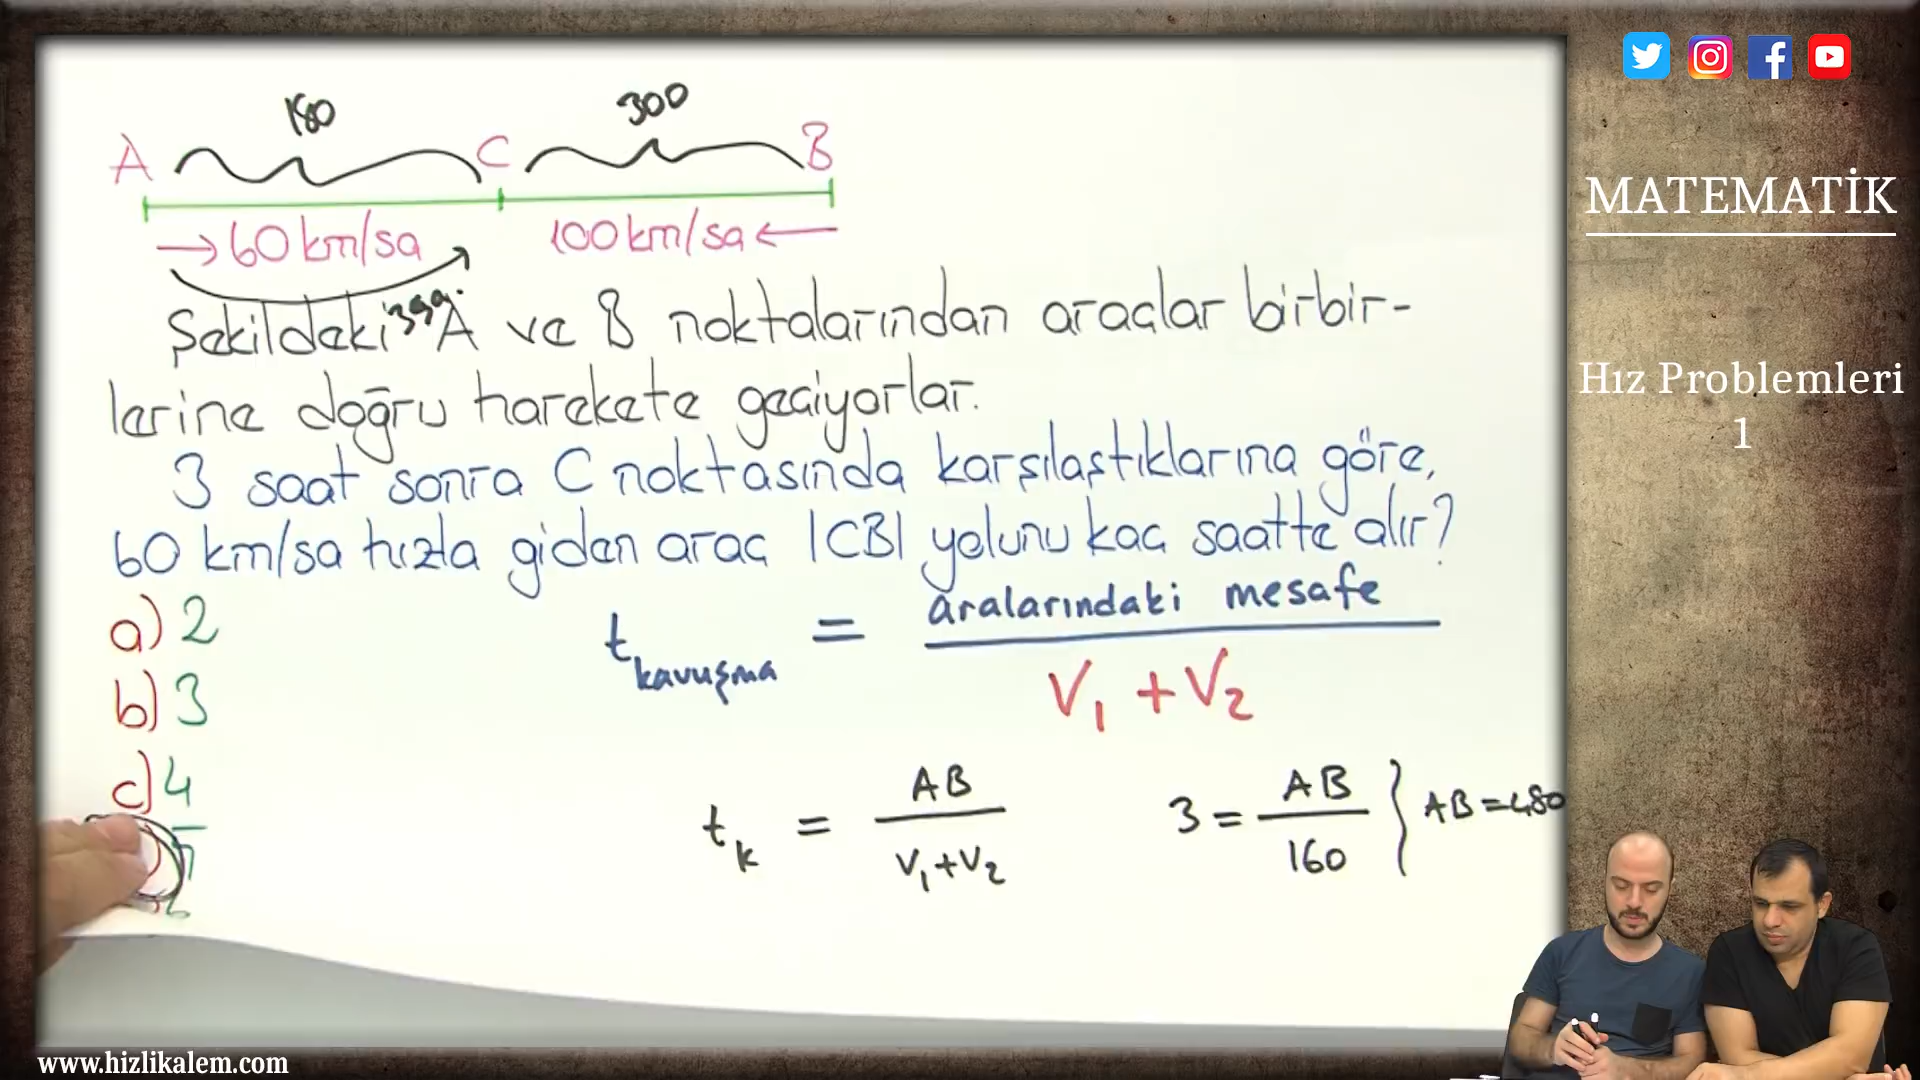 180
300
A
C
B
→ 60 km/sa
100 km/sa ←
3 sa.
Şekildeki A ve B noktalarından araçlar birbir-
lerine doğru harekete geçiyorlar.
3 saat sonra C noktasında karşılaştıklarına göre,
60 km/sa hızla giden araç |CB| yolunu kaç saatte alır?
a) 2
b) 3
c) 4
t kavuşma = aralarındaki mesafe / V1 + V2
tk = AB / V1+V2
3 = AB / 160 } AB = 480
MATEMATİK
Hız Problemleri
1
www.hizlikalem.com